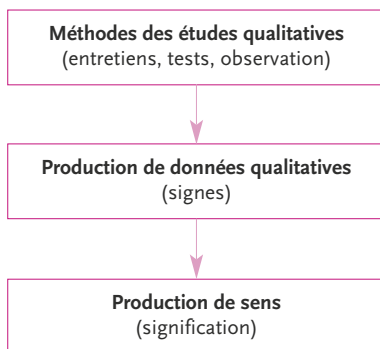 Méthodes des études qualitatives
(entretiens, tests, observation)
Production de données qualitatives
(signes)
Production de sens
(signification)